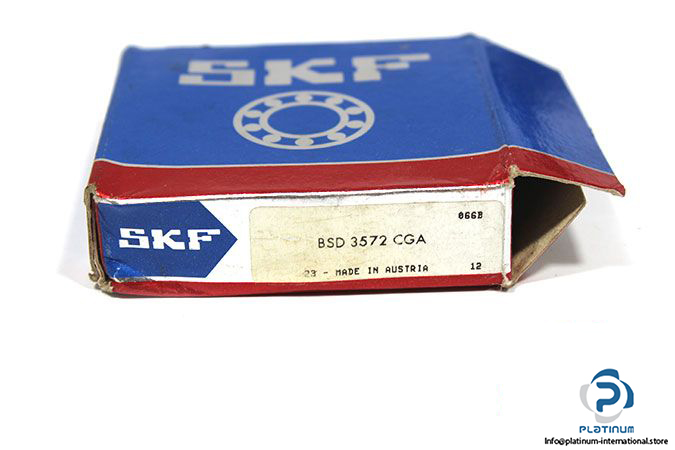 SKF
066B
SKF
BSD 3572 CGA
23 - MADE IN AUSTRIA 12
PLATINUM
Info@platinum-international.store